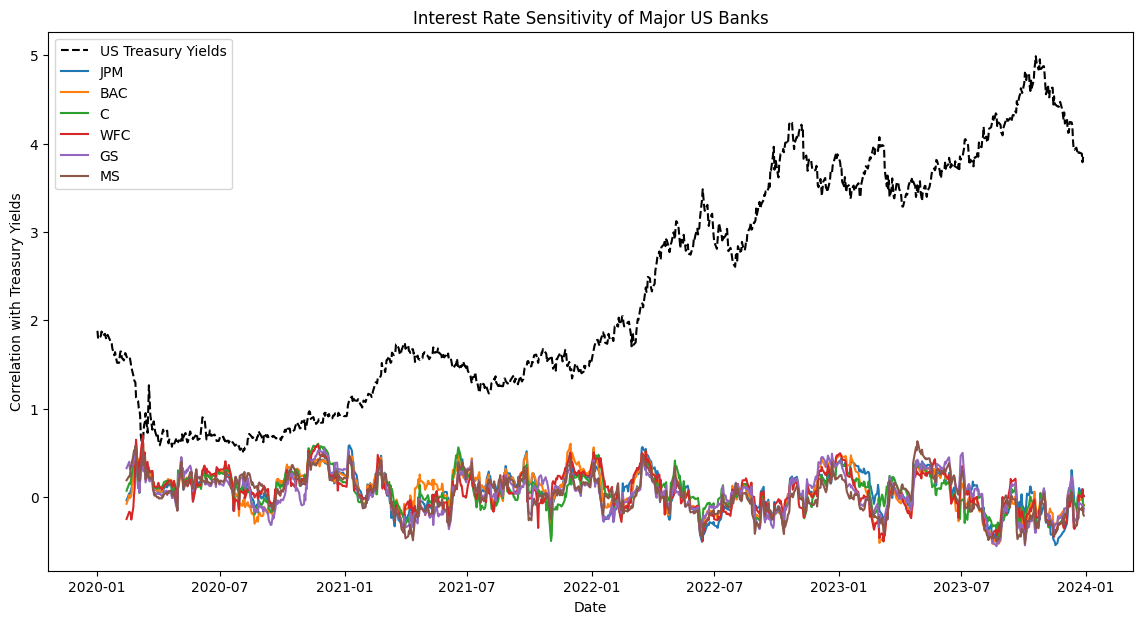 Interest Rate Sensitivity of Major US Banks
US Treasury Yields
JPM
BAC
C
WFC
GS
MS
Correlation with Treasury Yields
5
4
3
2
1
0
2020-01
2020-07
2021-01
2021-07
2022-01
2022-07
2023-01
2023-07
2024-01
Date